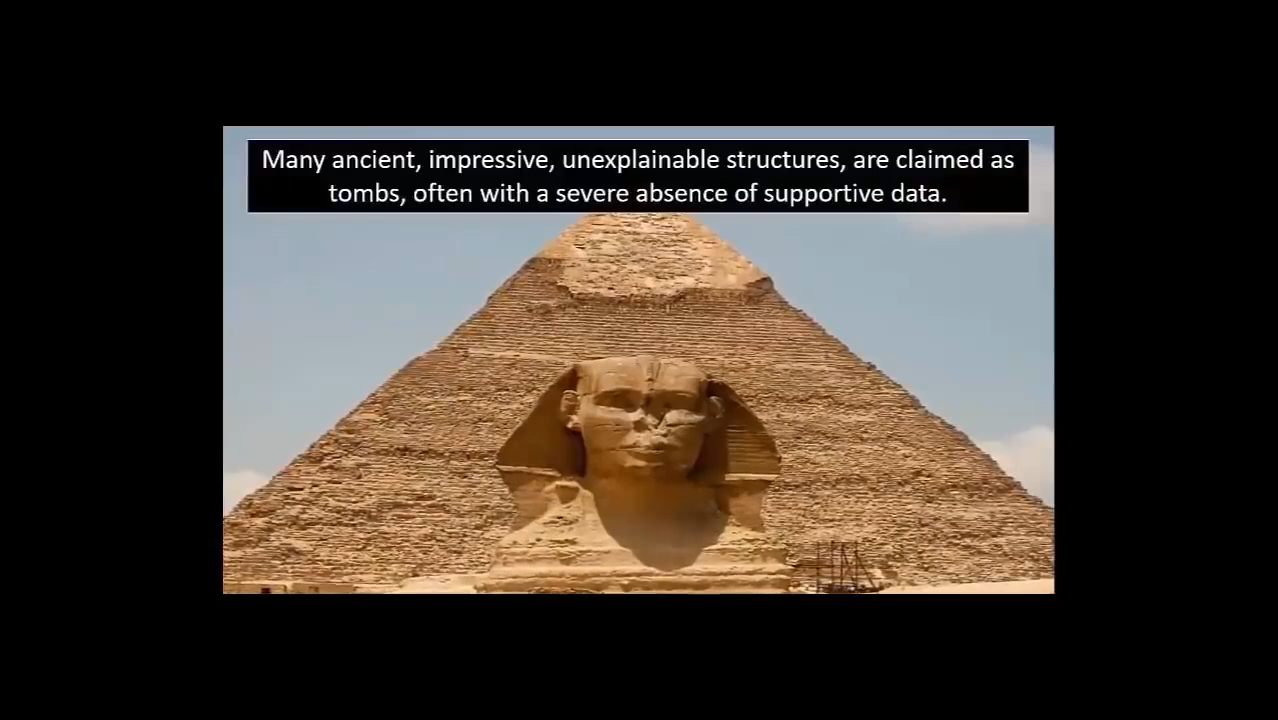 Many ancient, impressive, unexplainable structures, are claimed as
tombs, often with a severe absence of supportive data.